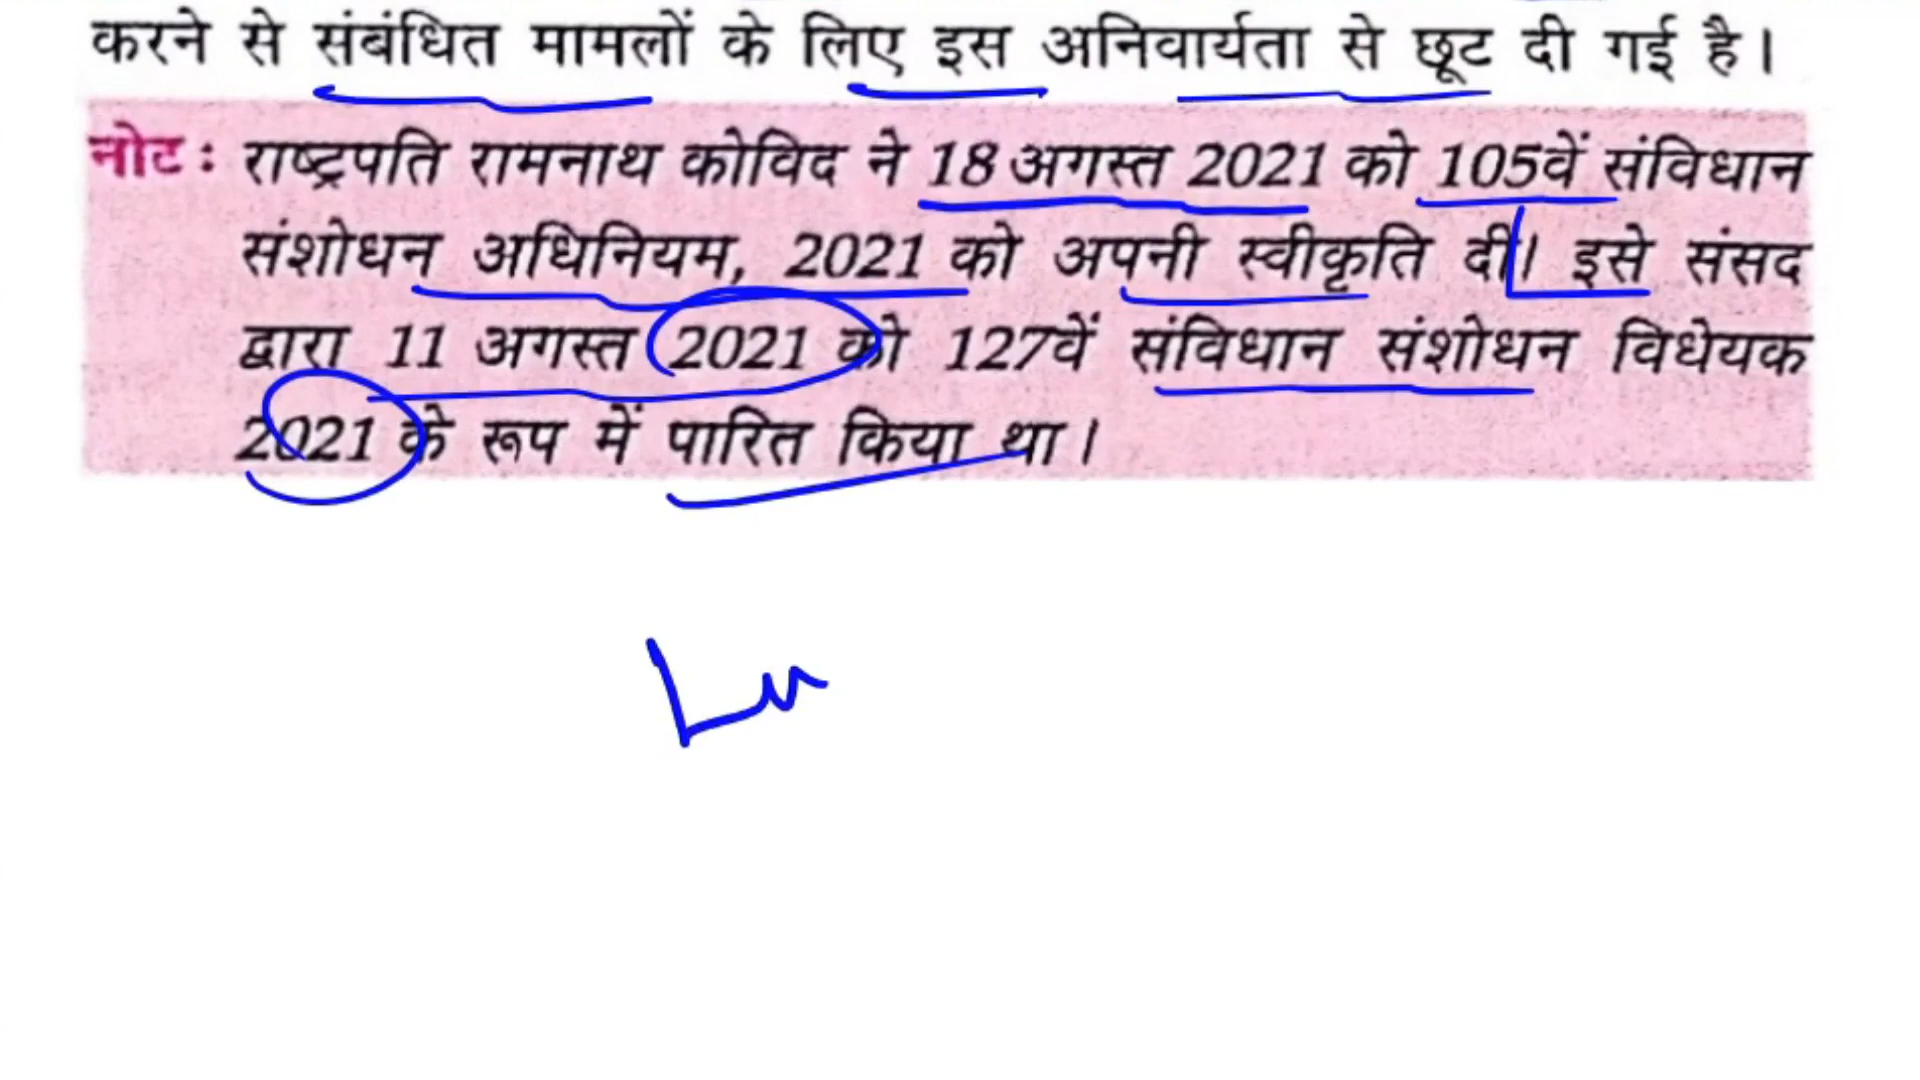 करने से संबंधित मामलों के लिए इस अनिवार्यता से छूट दी गई है।
नोट : राष्ट्रपति रामनाथ कोविद ने 18 अगस्त 2021 को 105वें संविधान
संशोधन अधिनियम, 2021 को अपनी स्वीकृति दी। इसे संसद
द्वारा 11 अगस्त 2021 को 127वें संविधान संशोधन विधेयक
2021 के रूप में पारित किया था।